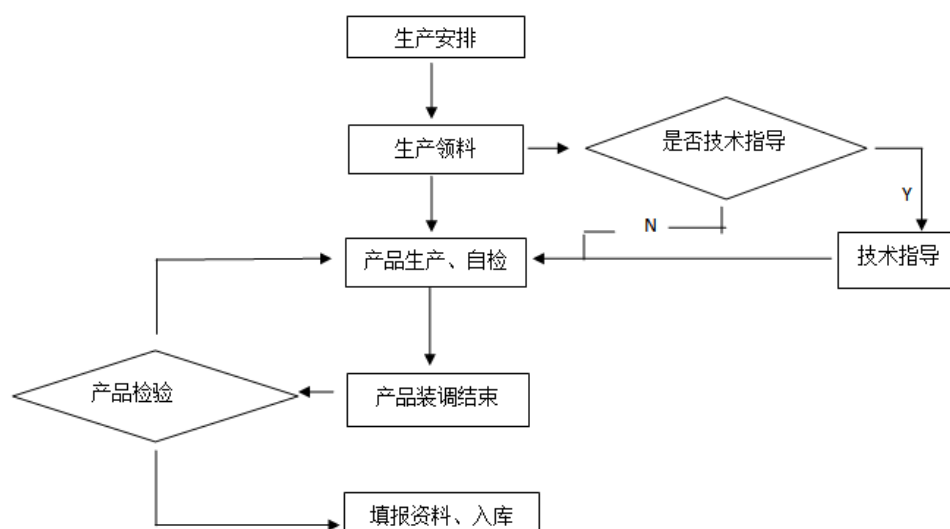 生产安排
生产领料
是否技术指导
Y
N
产品生产、自检
技术指导
产品检验
产品装调结束
填报资料、入库